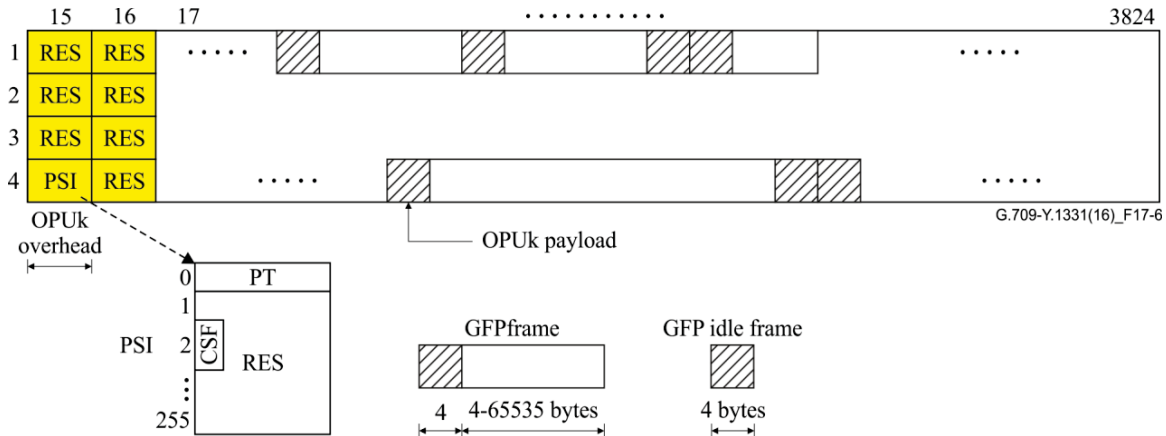 15 16 17 ........... 3824
1 RES RES ..... .....
2 RES RES
3 RES RES
4 PSI RES ..... .....
G.709-Y.1331(16)_F17-6
OPUk
overhead
OPUk payload
0 PT
1
PSI 2 CSF RES
255
GFPframe
4 4-65535 bytes
GFP idle frame
4 bytes